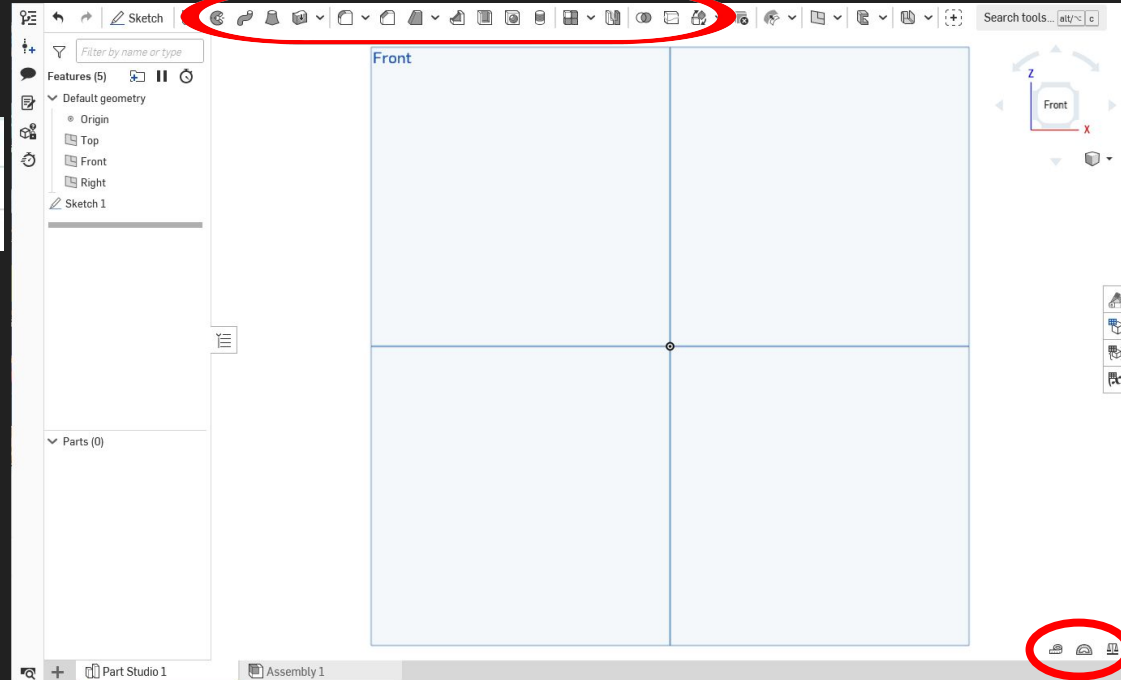 Sketch
Search tools... alt/⌥ c
Filter by name or type
Features (5)
Default geometry
Origin
Top
Front
Right
Sketch 1
Parts (0)
Front
Z
Front
X
Part Studio 1
Assembly 1